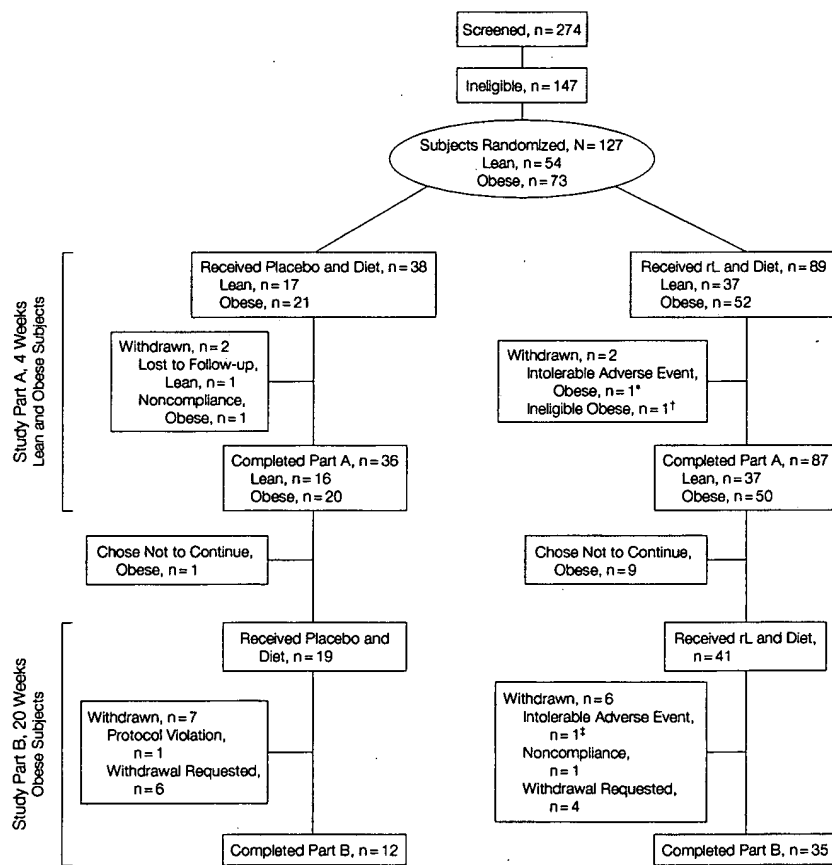 Screened, n = 274
Ineligible, n = 147
Subjects Randomized, N = 127
Lean, n = 54
Obese, n = 73
Study Part A, 4 Weeks
Lean and Obese Subjects
Received Placebo and Diet, n = 38
Lean, n = 17
Obese, n = 21
Received rL and Diet, n = 89
Lean, n = 37
Obese, n = 52
Withdrawn, n = 2
Lost to Follow-up,
Lean, n = 1
Noncompliance,
Obese, n = 1
Withdrawn, n = 2
Intolerable Adverse Event,
Obese, n = 1*
Ineligible Obese, n = 1†
Completed Part A, n = 36
Lean, n = 16
Obese, n = 20
Completed Part A, n = 87
Lean, n = 37
Obese, n = 50
Chose Not to Continue,
Obese, n = 1
Chose Not to Continue,
Obese, n = 9
Study Part B, 20 Weeks
Obese Subjects
Received Placebo and
Diet, n = 19
Received rL and Diet,
n = 41
Withdrawn, n = 7
Protocol Violation,
n = 1
Withdrawal Requested,
n = 6
Withdrawn, n = 6
Intolerable Adverse Event,
n = 1‡
Noncompliance,
n = 1
Withdrawal Requested,
n = 4
Completed Part B, n = 12
Completed Part B, n = 35